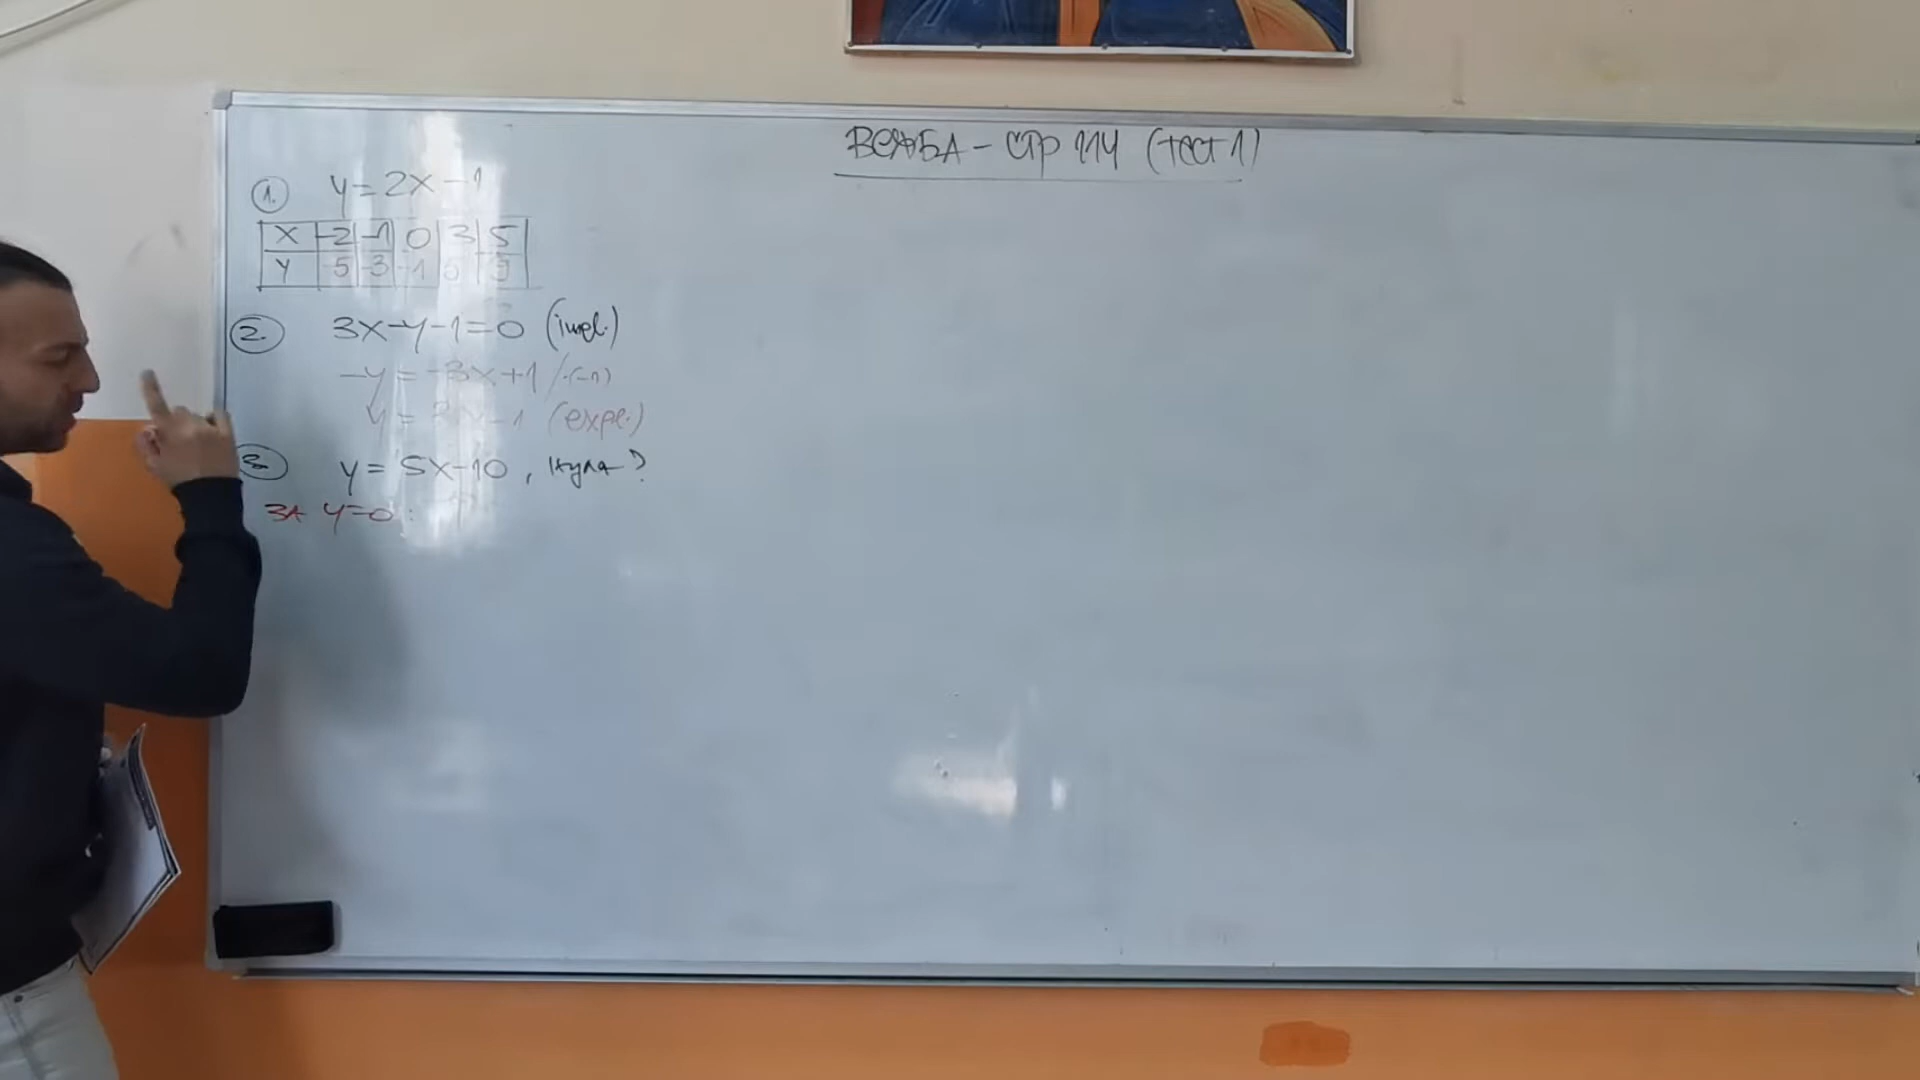 ВЕЖБА - СТР 114 (ТЕСТ 1)
1. y = 2x - 1
x -2 -1 0 3 5
y -5 -3 -1 5 9
2. 3x - y - 1 = 0 (impl.)
-y = -3x + 1 / ·(-1)
y = 3x - 1 (expl.)
3. y = 5x - 10, нула?
ЗА y = 0: